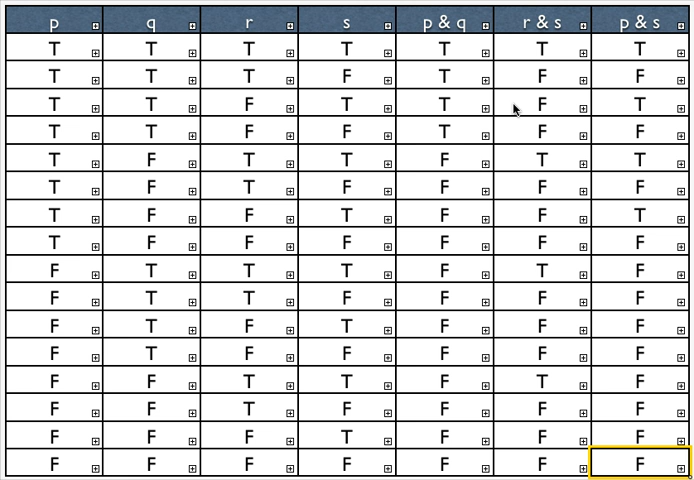 p q r s p & q r & s p & s
T T T T T T T
T T T F T F F
T T F T T F T
T T F F T F F
T F T T F T T
T F T F F F F
T F F T F F T
T F F F F F F
F T T T F T F
F T T F F F F
F T F T F F F
F T F F F F F
F F T T F T F
F F T F F F F
F F F T F F F
F F F F F F F